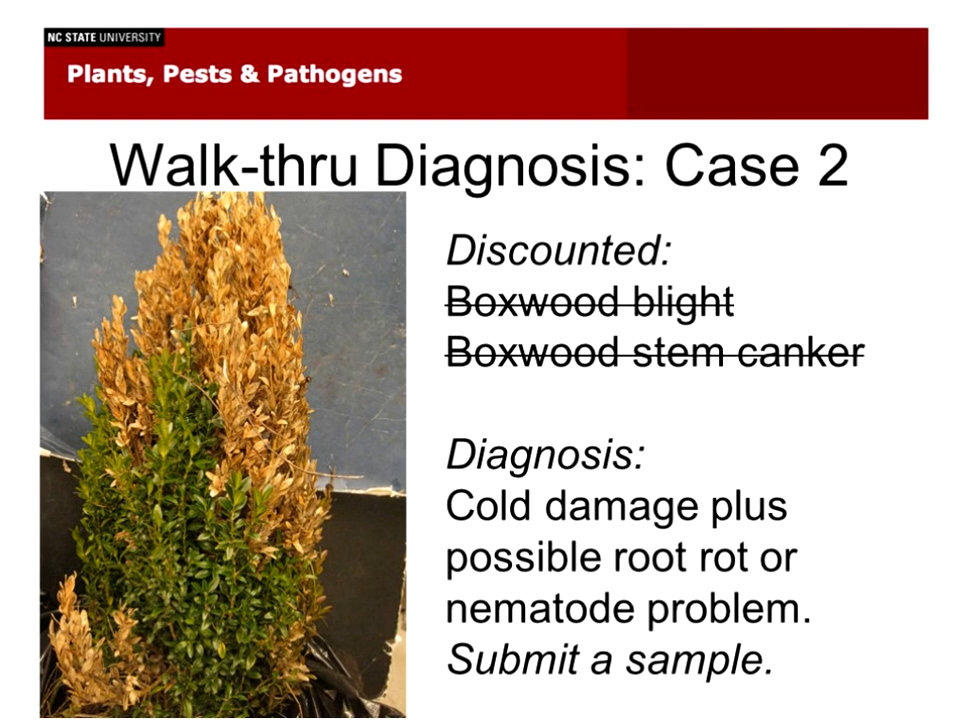 NC STATE UNIVERSITY
Plants, Pests & Pathogens
Walk-thru Diagnosis: Case 2
Discounted:
Boxwood blight
Boxwood stem canker
Diagnosis:
Cold damage plus
possible root rot or
nematode problem.
Submit a sample.